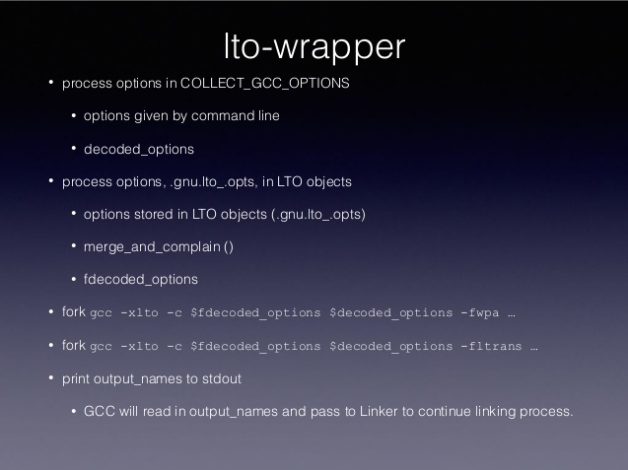 lto-wrapper
• process options in COLLECT_GCC_OPTIONS
• options given by command line
• decoded_options
• process options, .gnu.lto_.opts, in LTO objects
• options stored in LTO objects (.gnu.lto_.opts)
• merge_and_complain ()
• fdecoded_options
• fork gcc -xlto -c $fdecoded_options $decoded_options -fwpa …
• fork gcc -xlto -c $fdecoded_options $decoded_options -fltrans …
• print output_names to stdout
• GCC will read in output_names and pass to Linker to continue linking process.